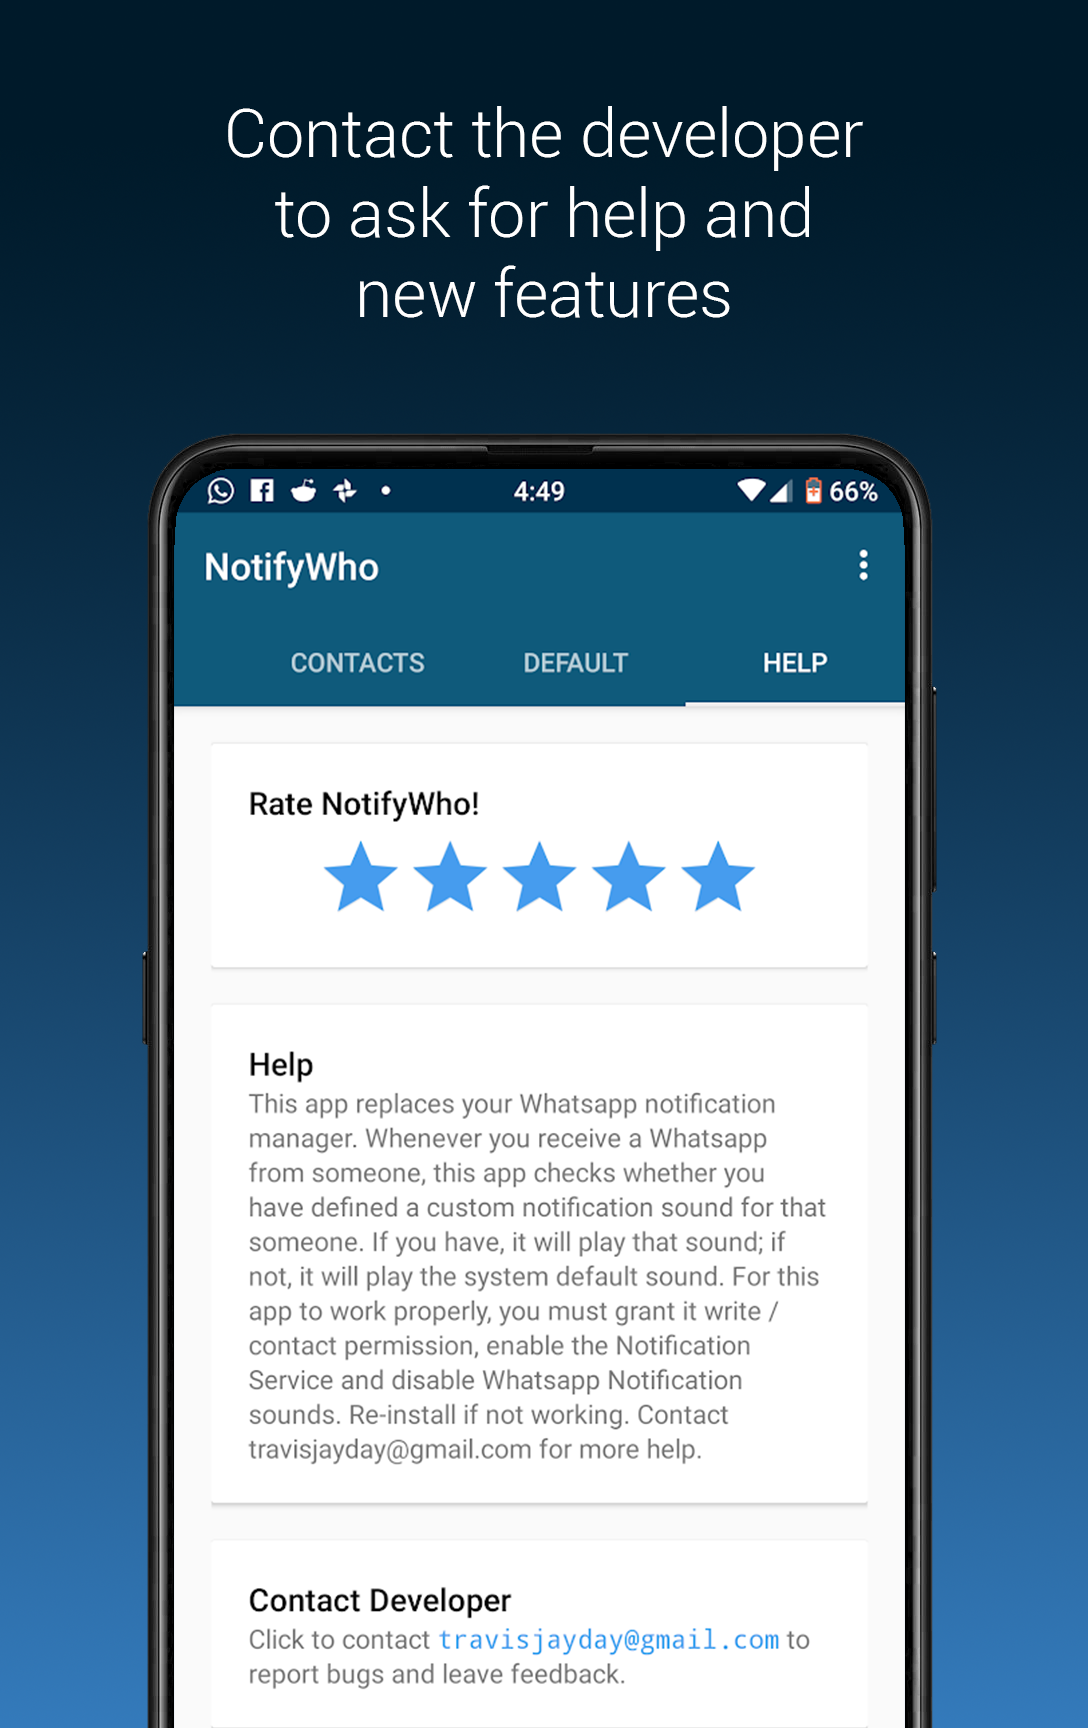 Contact the developer
to ask for help and
new features
4:49
66%
NotifyWho
CONTACTS
DEFAULT
HELP
Rate NotifyWho!
Help
This app replaces your Whatsapp notification
manager. Whenever you receive a Whatsapp
from someone, this app checks whether you
have defined a custom notification sound for that
someone. If you have, it will play that sound; if
not, it will play the system default sound. For this
app to work properly, you must grant it write /
contact permission, enable the Notification
Service and disable Whatsapp Notification
sounds. Re-install if not working. Contact
travisjayday@gmail.com for more help.
Contact Developer
Click to contact travisjayday@gmail.com to
report bugs and leave feedback.